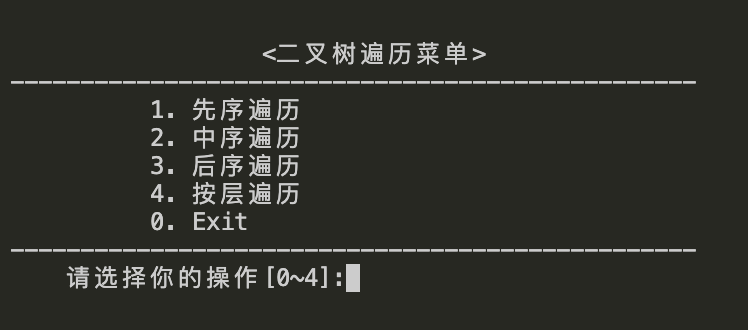 <二叉树遍历菜单>
1. 先序遍历
2. 中序遍历
3. 后序遍历
4. 按层遍历
0. Exit
请选择你的操作[0~4]: